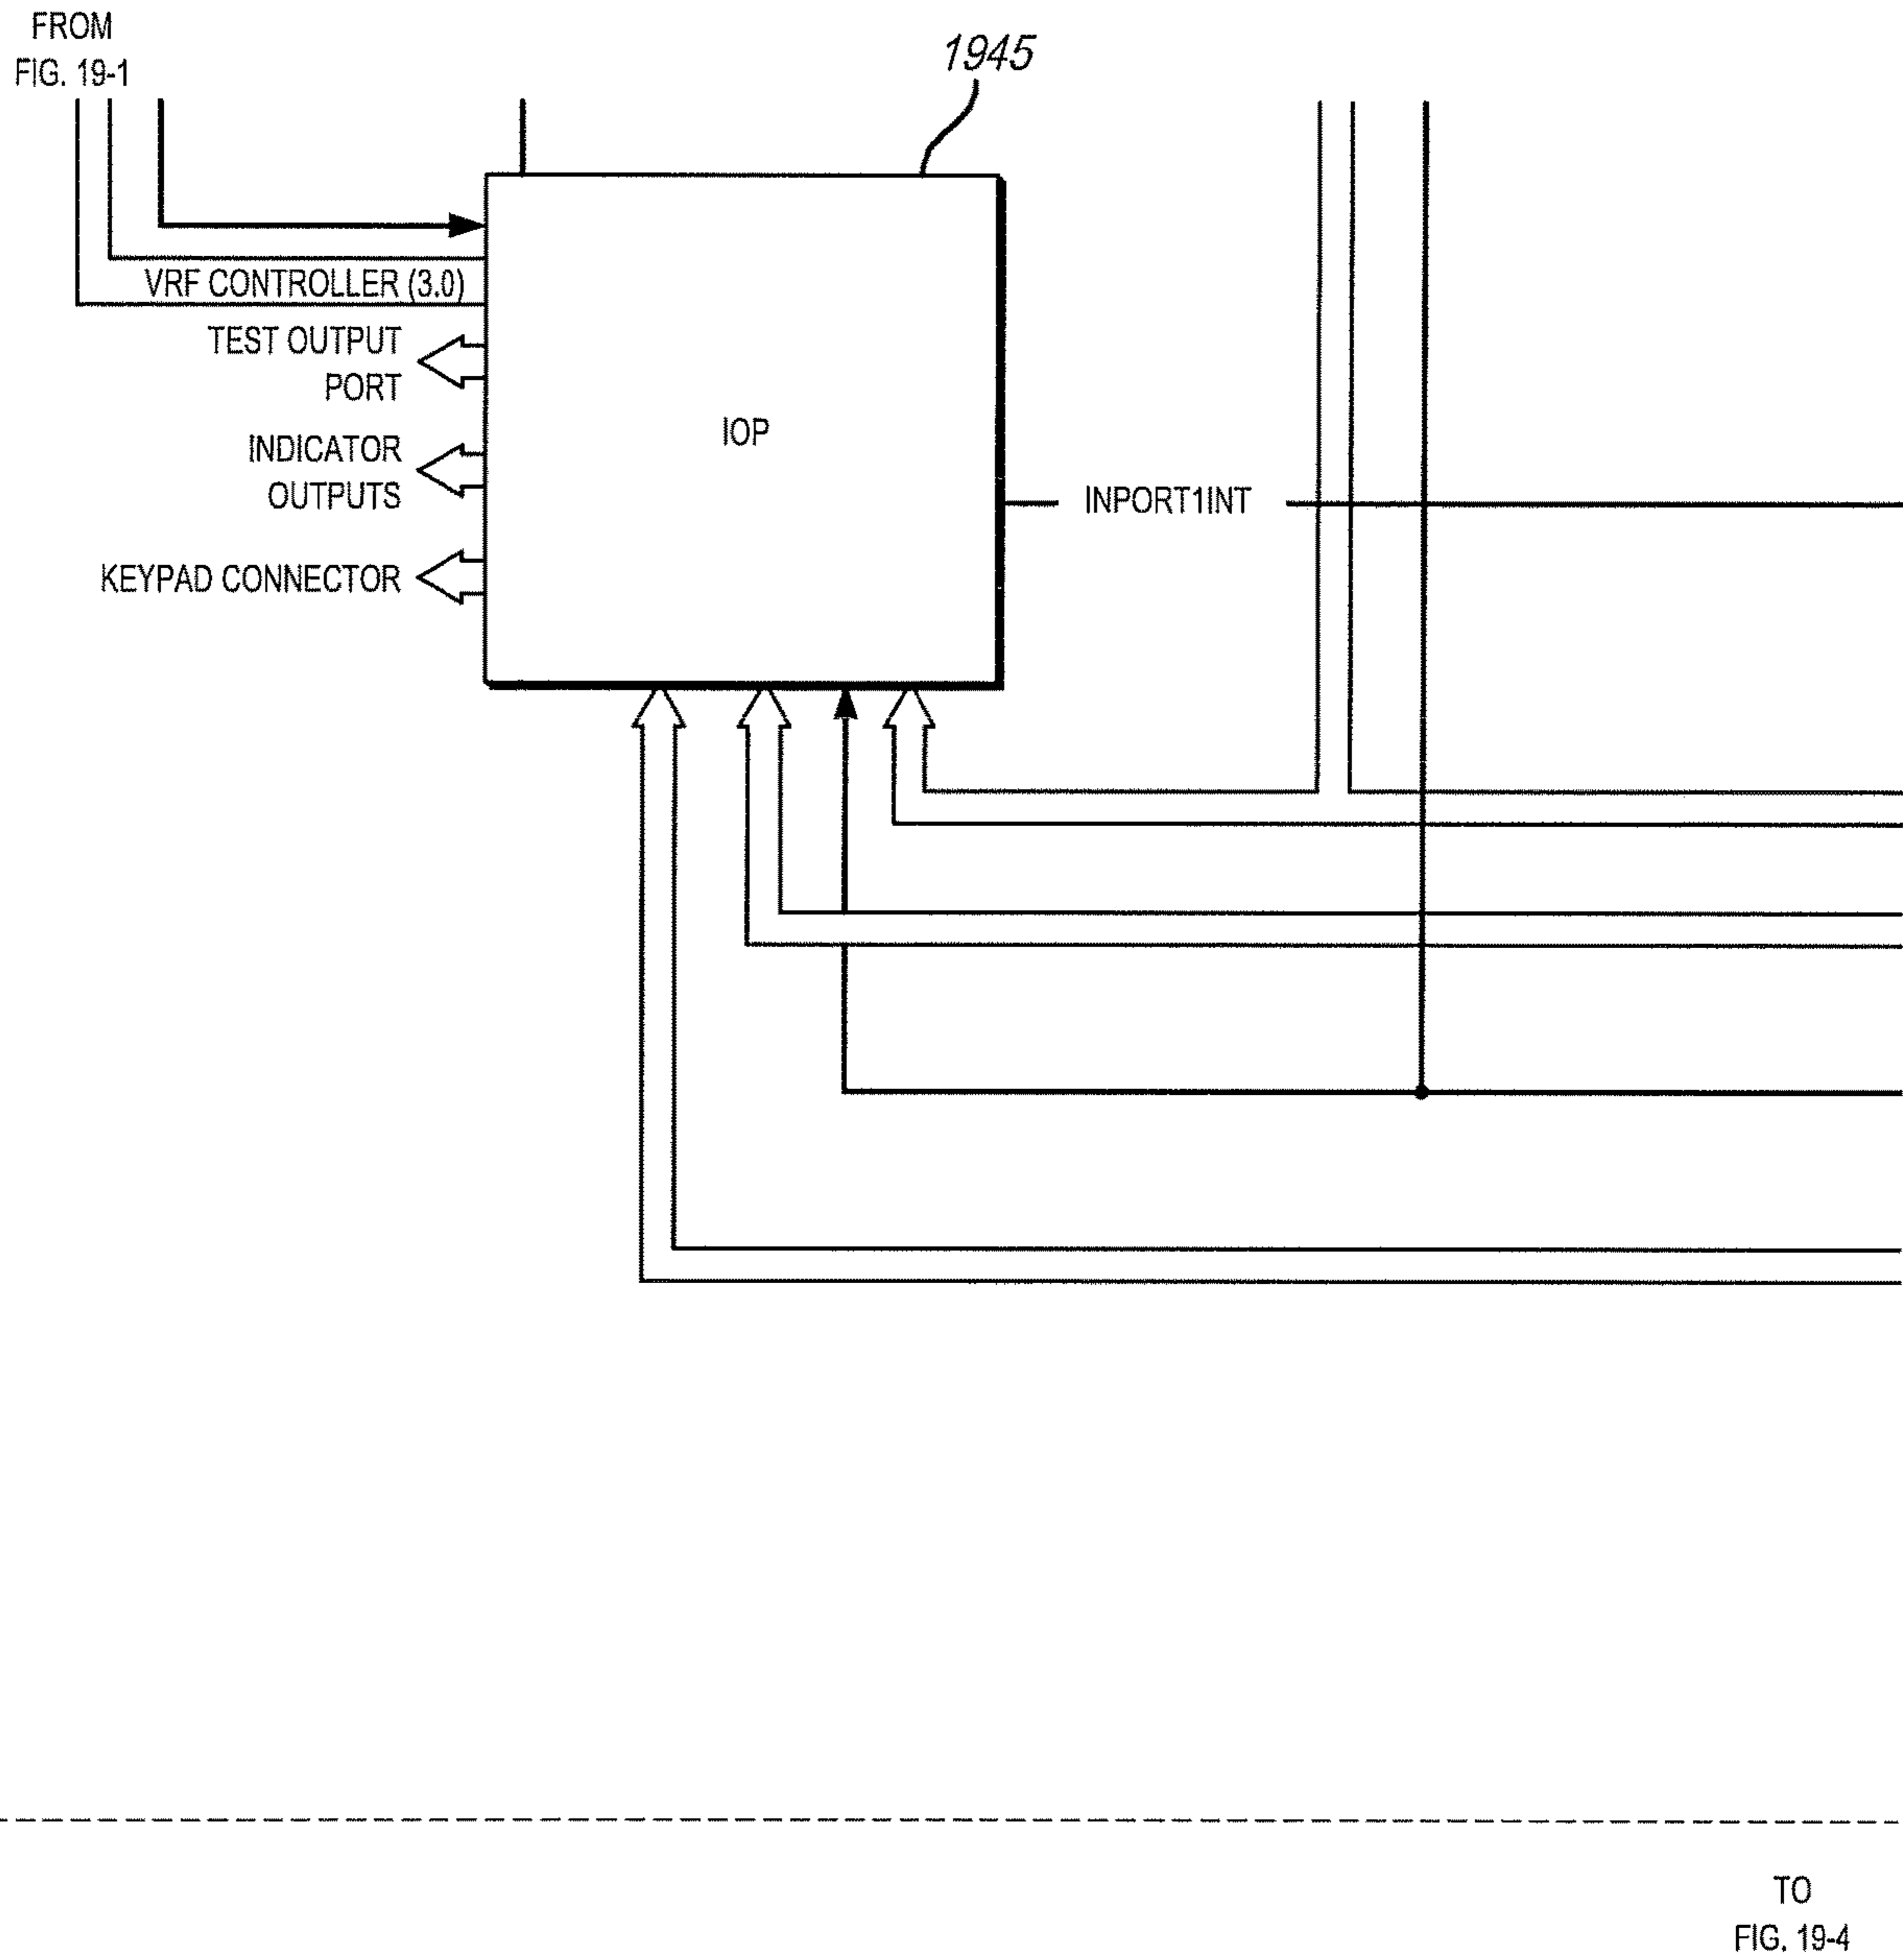 FROM
FIG. 19-1
1945
VRF CONTROLLER (3.0)
TEST OUTPUT
PORT
INDICATOR
OUTPUTS
KEYPAD CONNECTOR
IOP
INPORT1INT
TO
FIG. 19-4